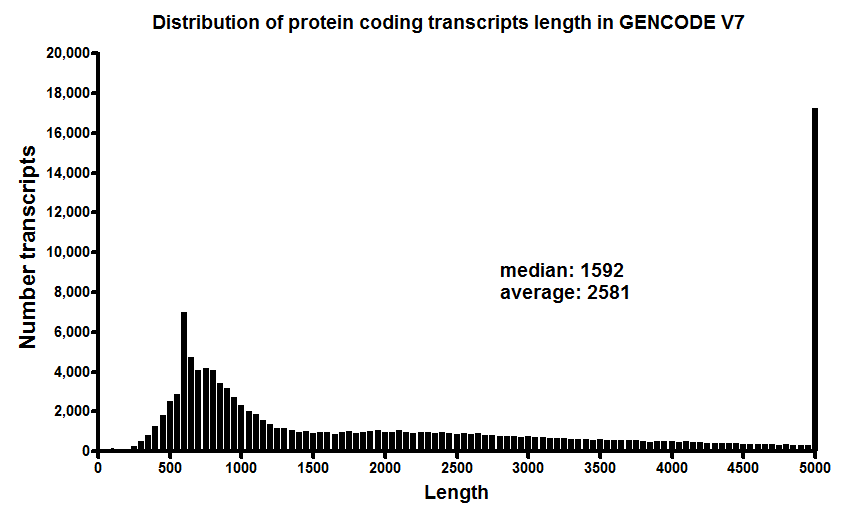 Distribution of protein coding transcripts length in GENCODE V7
20,000
18,000
16,000
14,000
12,000
10,000
8,000
6,000
4,000
2,000
0
Number transcripts
median: 1592
average: 2581
0 500 1000 1500 2000 2500 3000 3500 4000 4500 5000
Length